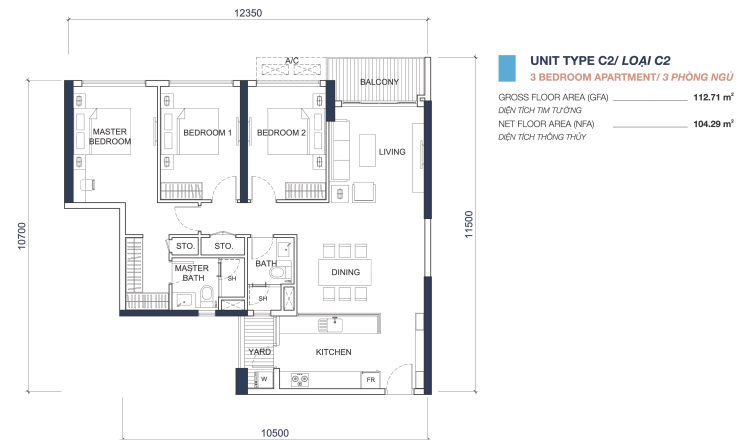 12350
A/C
BALCONY
UNIT TYPE C2/ LOẠI C2
3 BEDROOM APARTMENT/ 3 PHÒNG NGỦ
GROSS FLOOR AREA (GFA) 112.71 m²
DIỆN TÍCH TIM TƯỜNG
NET FLOOR AREA (NFA) 104.29 m²
DIỆN TÍCH THÔNG THỦY
MASTER
BEDROOM
BEDROOM 1
BEDROOM 2
LIVING
10700
11500
STO.
STO.
BATH
MASTER
BATH
SH
SH
DINING
YARD
KITCHEN
W
FR
10500